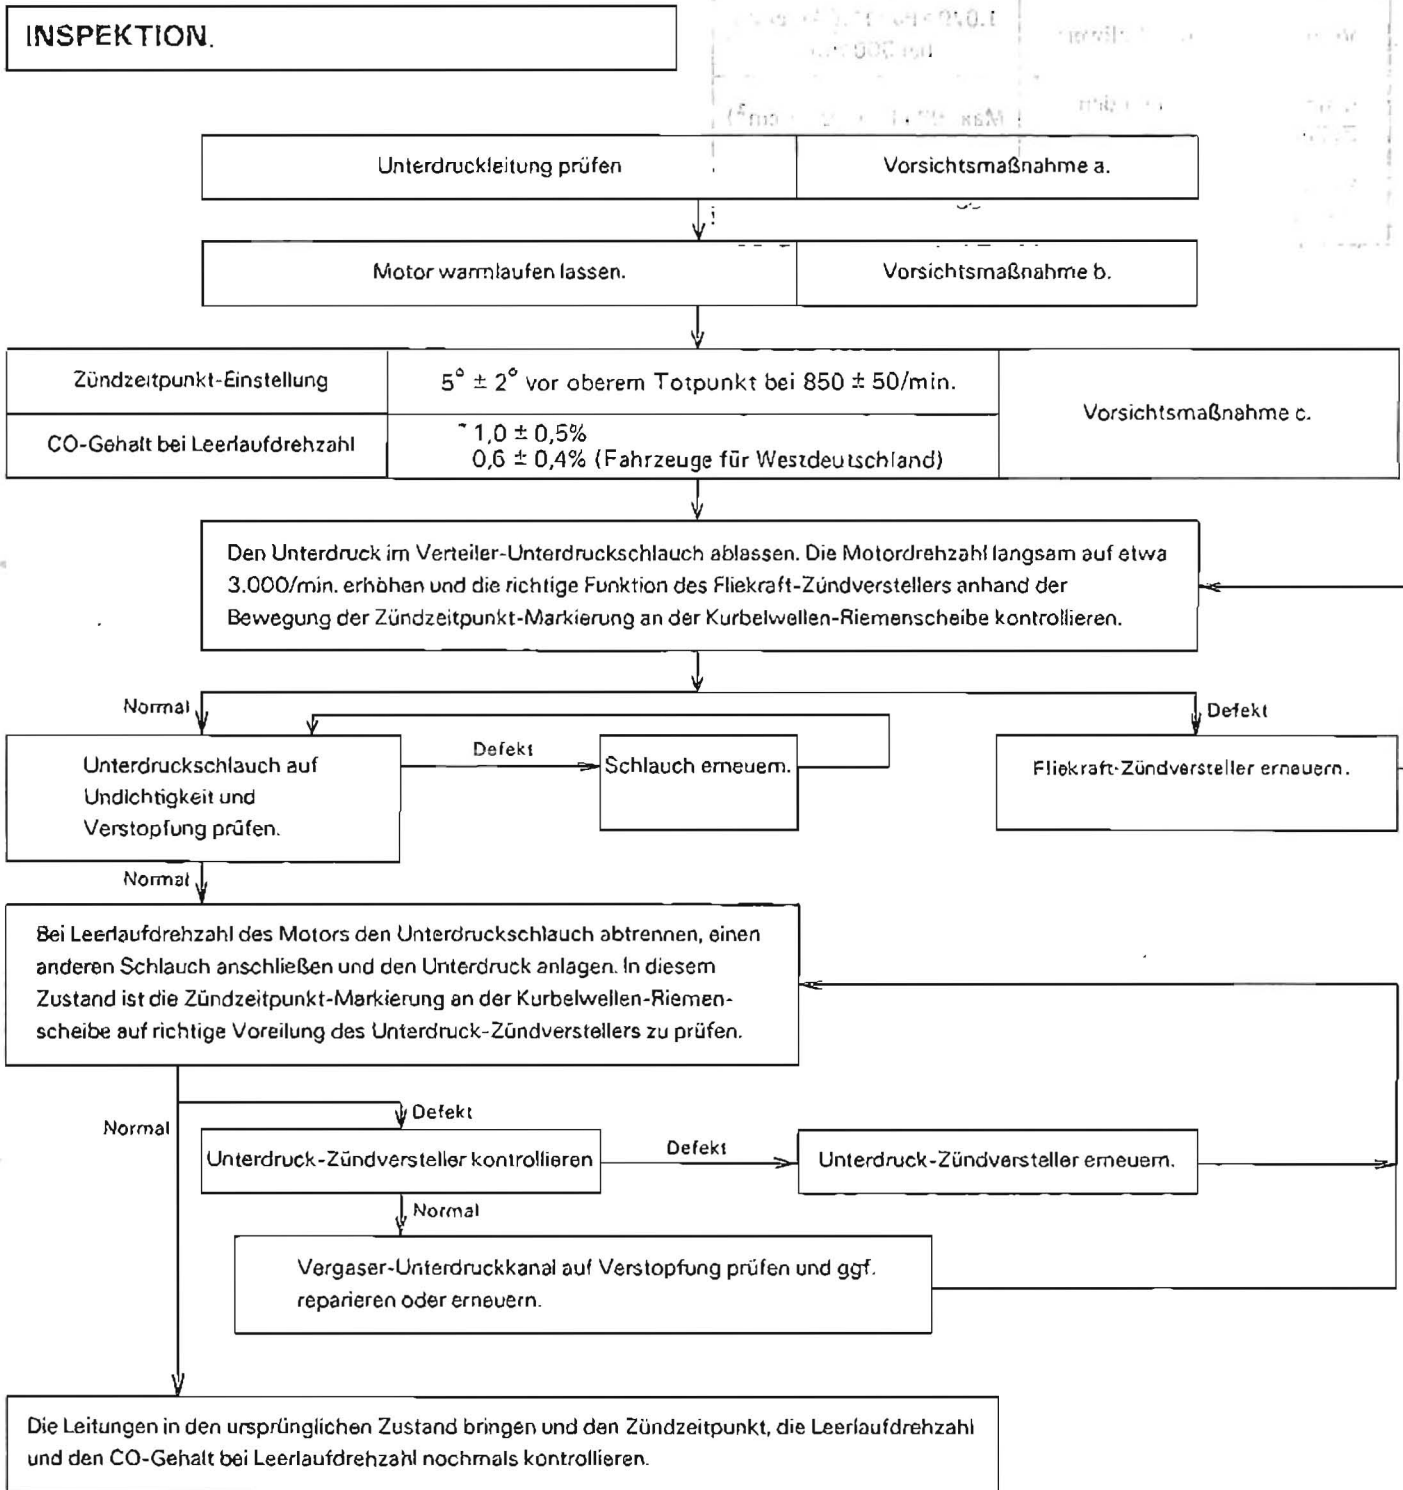 INSPEKTION.
Unterdruckleitung prüfen
Vorsichtsmaßnahme a.
Motor warmlaufen lassen.
Vorsichtsmaßnahme b.
Zündzeitpunkt-Einstellung
5° ± 2° vor oberem Totpunkt bei 850 ± 50/min.
Vorsichtsmaßnahme c.
CO-Gehalt bei Leerlaufdrehzahl
1,0 ± 0,5%
0,6 ± 0,4% (Fahrzeuge für Westdeutschland)
Den Unterdruck im Verteiler-Unterdruckschlauch ablassen. Die Motordrehzahl langsam auf etwa
3.000/min. erhöhen und die richtige Funktion des Fliekraft-Zündverstellers anhand der
Bewegung der Zündzeitpunkt-Markierung an der Kurbelwellen-Riemenscheibe kontrollieren.
Normal
Defekt
Unterdruckschlauch auf
Undichtigkeit und
Verstopfung prüfen.
Defekt
Schlauch erneuern.
Fliekraft-Zündversteller erneuern.
Normal
Bei Leerlaufdrehzahl des Motors den Unterdruckschlauch abtrennen, einen
anderen Schlauch anschließen und den Unterdruck anlagen. In diesem
Zustand ist die Zündzeitpunkt-Markierung an der Kurbelwellen-Riemen-
scheibe auf richtige Voreilung des Unterdruck-Zündverstellers zu prüfen.
Normal
Defekt
Unterdruck-Zündversteller kontrollieren
Defekt
Unterdruck-Zündversteller erneuern.
Normal
Vergaser-Unterdruckkanal auf Verstopfung prüfen und ggf.
reparieren oder erneuern.
Die Leitungen in den ursprünglichen Zustand bringen und den Zündzeitpunkt, die Leerlaufdrehzahl
und den CO-Gehalt bei Leerlaufdrehzahl nochmals kontrollieren.